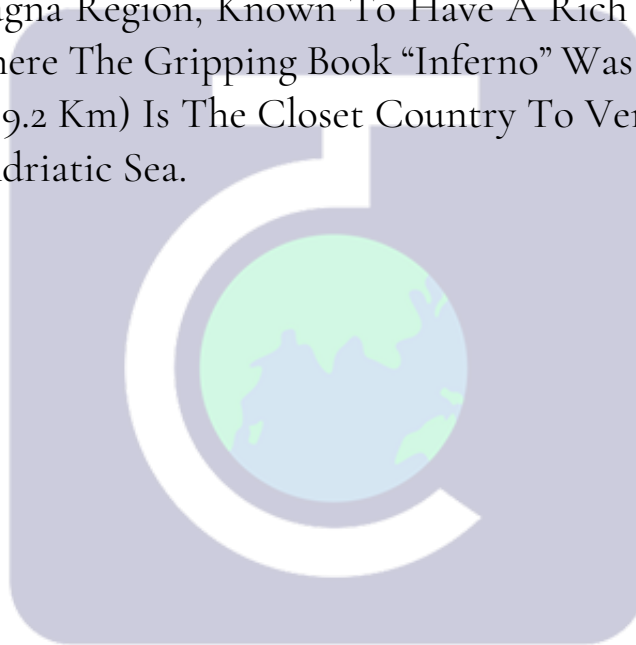 agna Region, Known To Have A Rich
here The Gripping Book “Inferno” Was
9.2 Km) Is The Closet Country To Ver
driatic Sea.